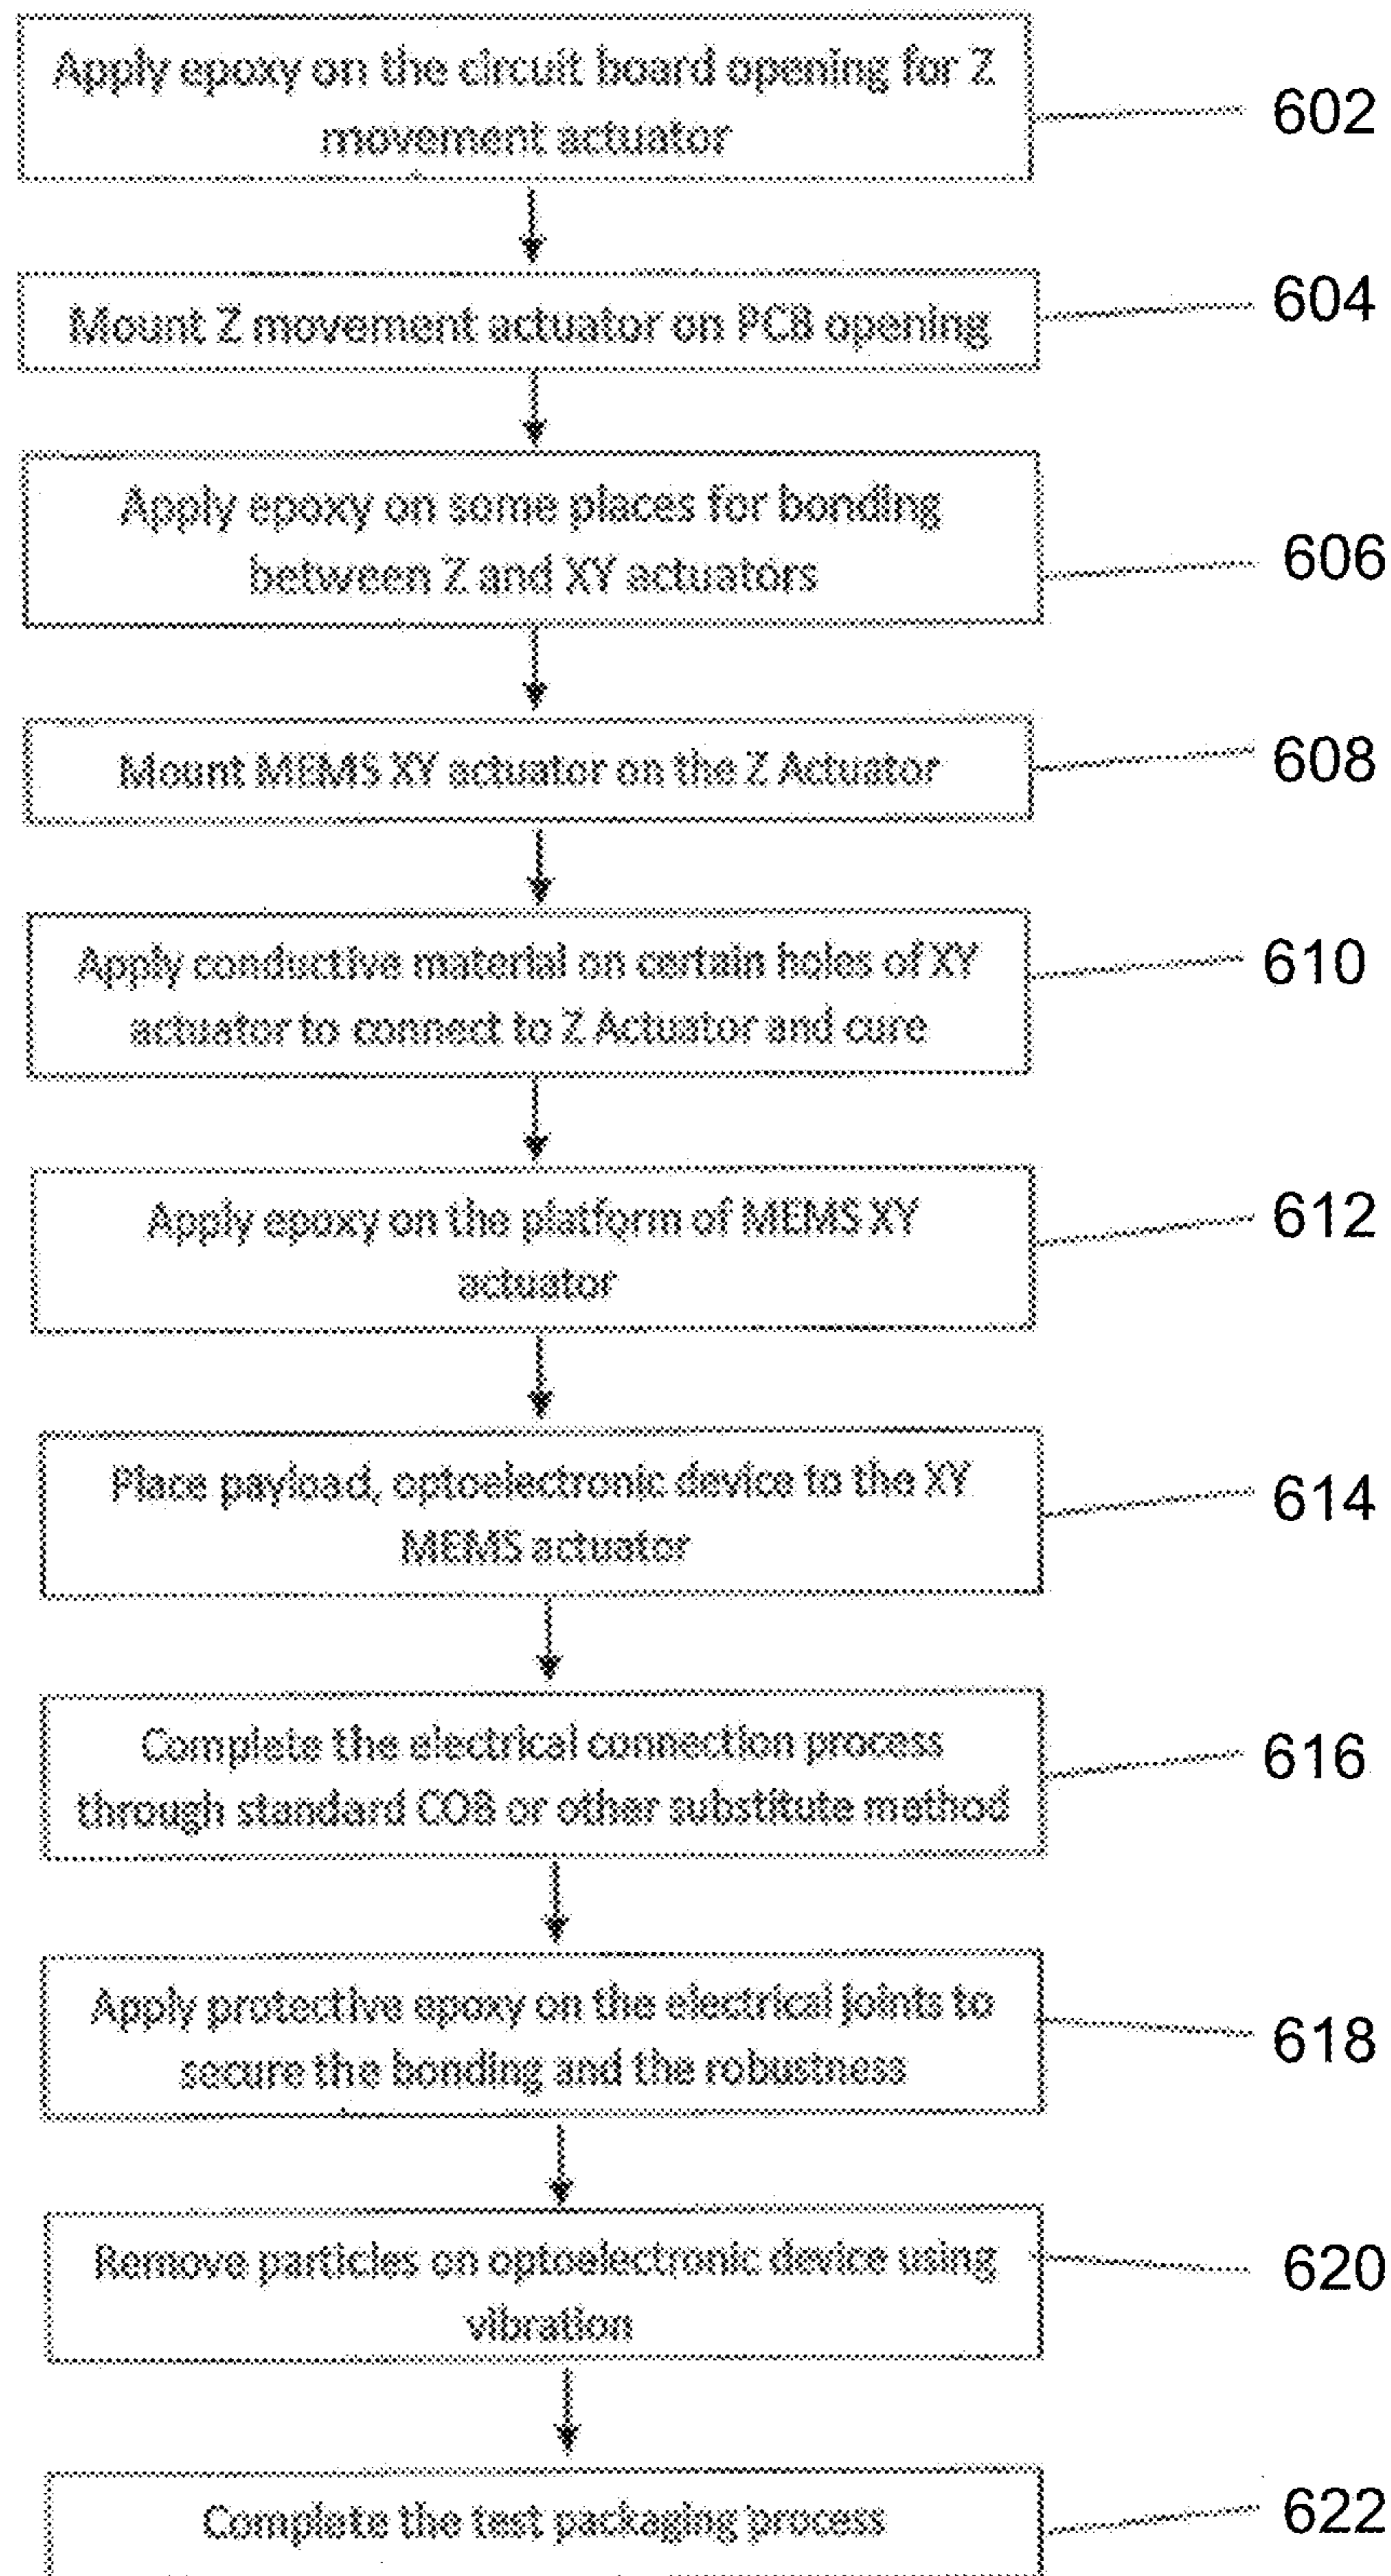 Apply epoxy on the circuit board opening for Z
movement actuator
602
Mount Z movement actuator on PCB opening
604
Apply epoxy on some places for bonding
between Z and XY actuators
606
Mount MEMS XY actuator on the Z Actuator
608
Apply conductive material on certain holes of XY
actuator to connect to Z Actuator and cure
610
Apply epoxy on the platform of MEMS XY
actuator
612
Place payload, optoelectronic device to the XY
MEMS actuator
614
Complete the electrical connection process
through standard COB or other substitute method
616
Apply protective epoxy on the electrical joints to
secure the bonding and the robustness
618
Remove particles on optoelectronic device using
vibration
620
Complete the test packaging process
622